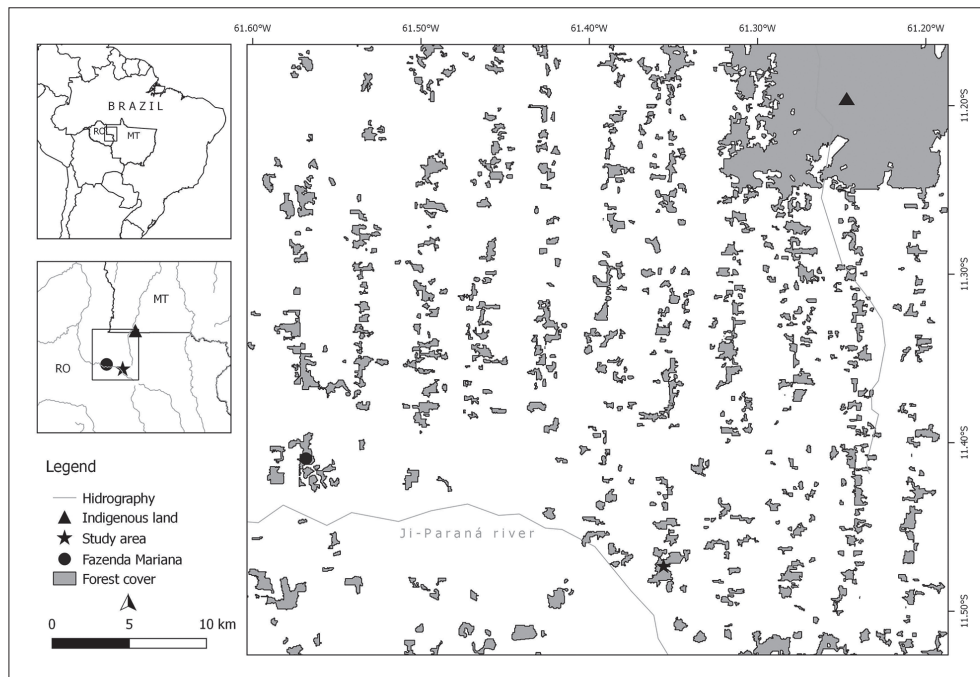 61.60°W 61.50°W 61.40°W 61.30°W 61.20°W
BRAZIL
RO
MT
MT
RO
11.20°S
11.30°S
11.40°S
11.50°S
Ji-Paraná river
Legend
Hidrography
Indigenous land
Study area
Fazenda Mariana
Forest cover
0 5 10 km